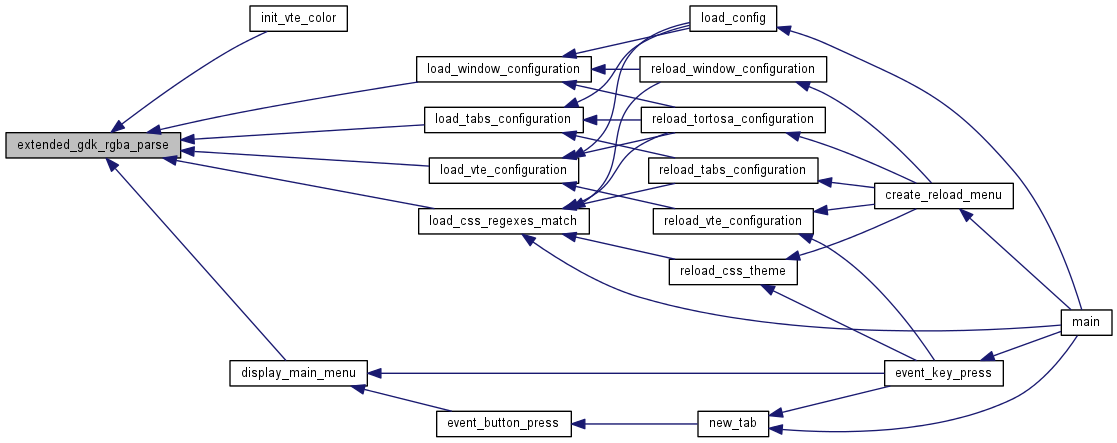 extended_gdk_rgba_parse
init_vte_color
load_window_configuration
load_tabs_configuration
load_vte_configuration
load_css_regexes_match
display_main_menu
event_button_press
load_config
reload_window_configuration
reload_tortosa_configuration
reload_tabs_configuration
reload_vte_configuration
reload_css_theme
new_tab
create_reload_menu
event_key_press
main